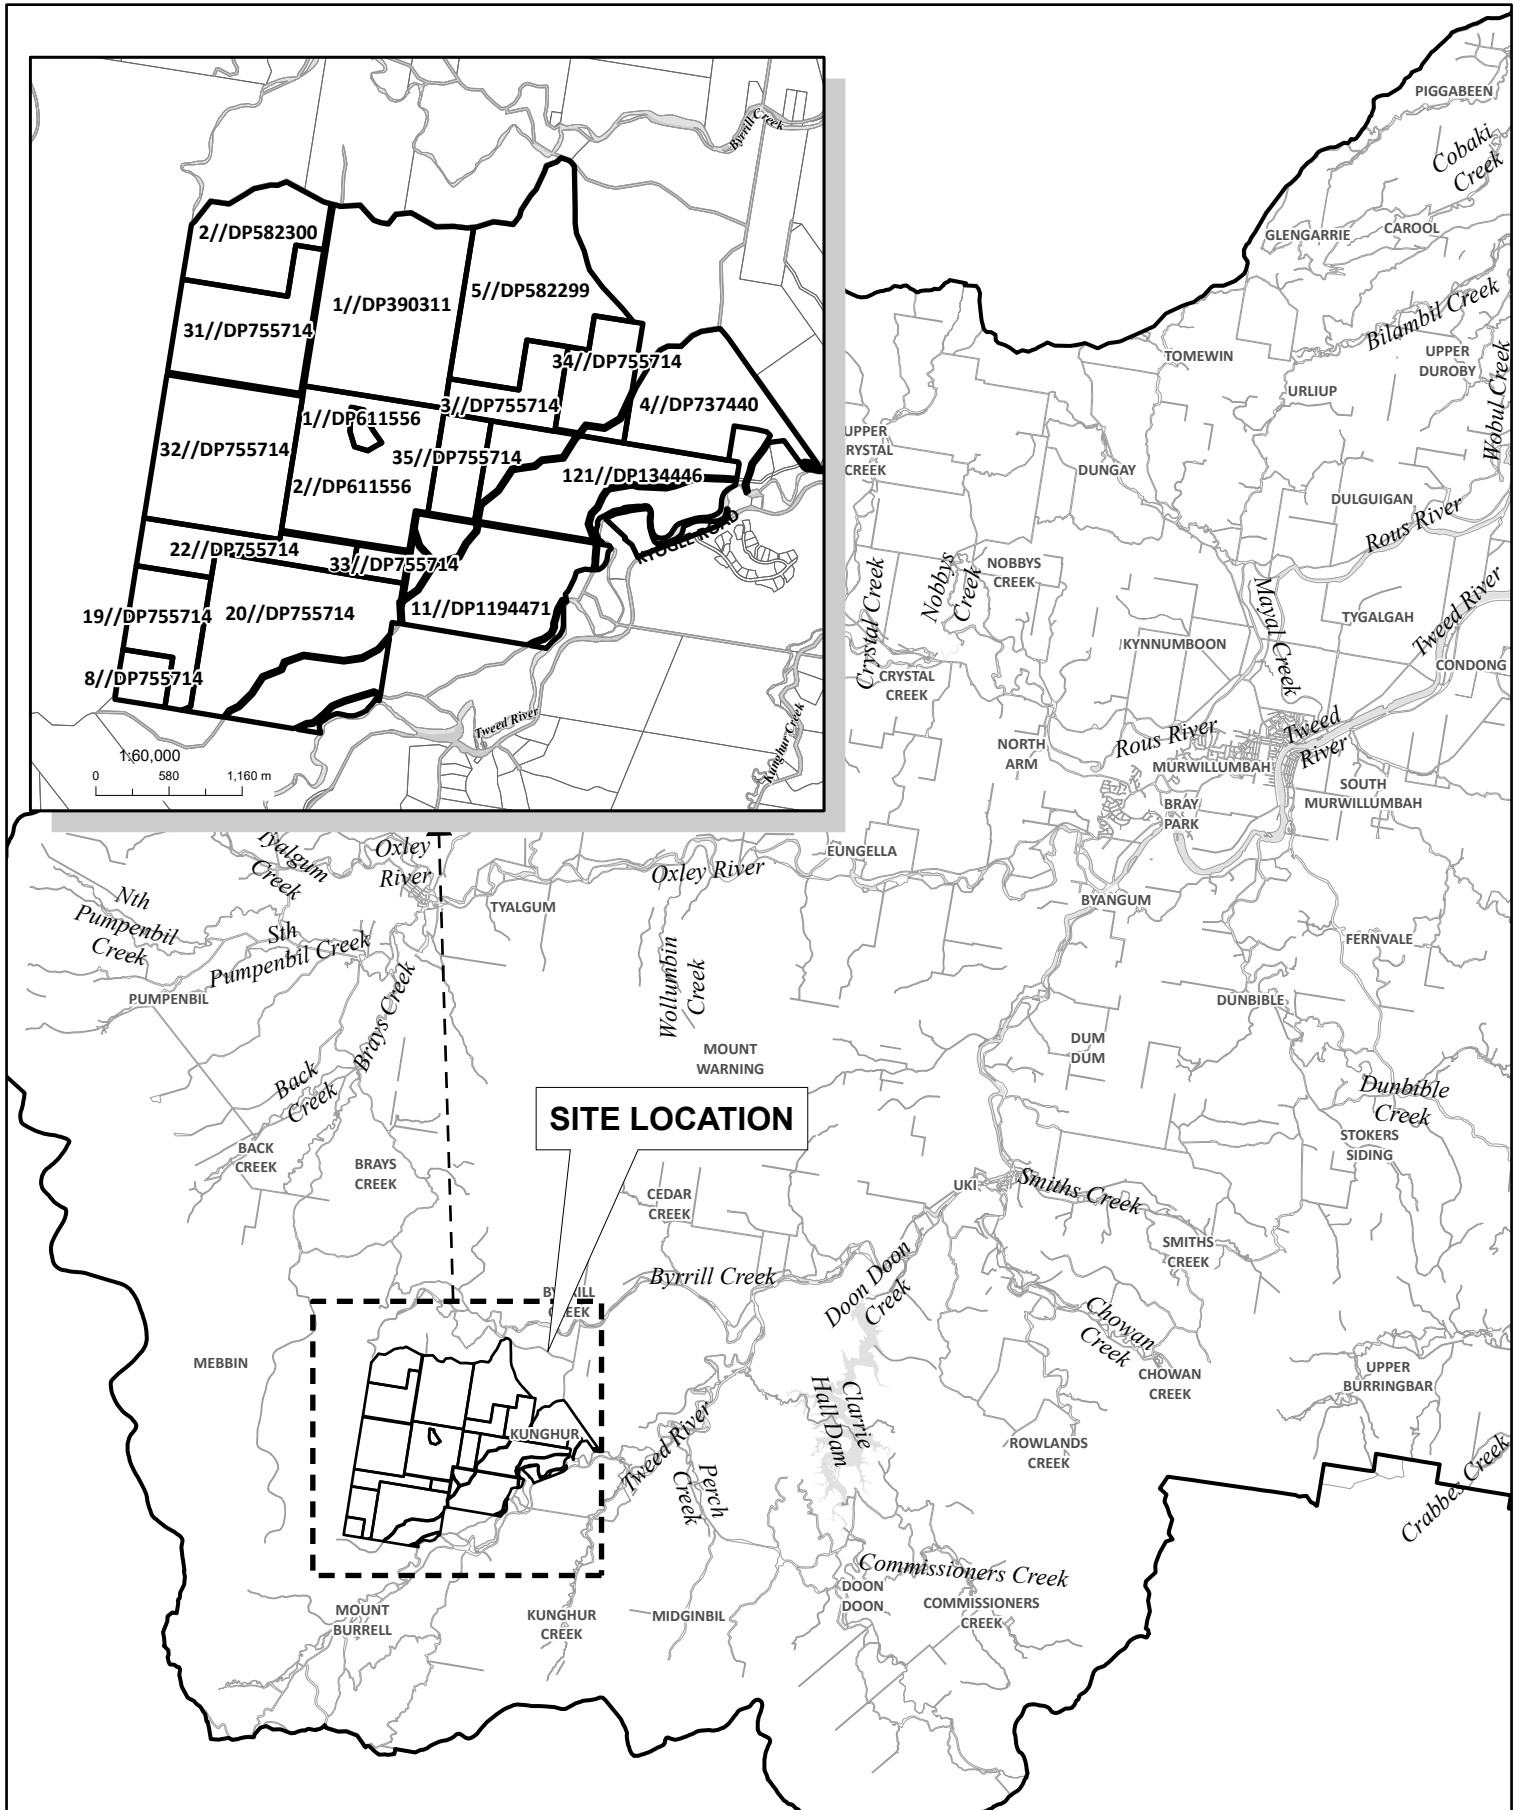 PIGGABEEN
Cobaki
Creek
GLENGARRIE
CAROOL
Bilambil Creek
TOMEWIN
UPPER
DUROBY
URLIUP
Wobul Creek
DUNGAY
DULGUIGAN
Rous River
Byrrill Creek
2//DP582300
1//DP390311
5//DP582299
31//DP755714
34//DP755714
3//DP755714
4//DP737440
1//DP611556
32//DP755714
35//DP755714
121//DP134446
2//DP611556
KYOGLE ROAD
22//DP755714
33//DP755714
19//DP755714
20//DP755714
11//DP1194471
8//DP755714
Tweed River
Kunghur Creek
1:60,000
0 580 1,160 m
UPPER
CRYSTAL
CREEK
Crystal Creek
Nobbys
Creek
NOBBYS
CREEK
Mayal Creek
TYGALGAH
Tweed River
KYNNUMBOON
CONDONG
CRYSTAL
CREEK
NORTH
ARM
Rous River
Tweed
River
MURWILLUMBAH
SOUTH
MURWILLUMBAH
BRAY
PARK
Tyalgum
Creek
Oxley
River
EUNGELLA
Oxley River
TYALGUM
BYANGUM
Nth
Pumpenbil
Creek
Sth
Pumpenbil Creek
Wollumbin
Creek
FERNVALE
PUMPENBIL
Brays Creek
DUNBIBLE
DUM
DUM
MOUNT
WARNING
Back
Creek
Dunbible
Creek
SITE LOCATION
BACK
CREEK
BRAYS
CREEK
STOKERS
SIDING
CEDAR
CREEK
UKI
Smiths Creek
SMITHS
CREEK
Byrrill Creek
Doon Doon
Creek
BYRRILL
CREEK
Chowan
Creek
MEBBIN
CHOWAN
CREEK
UPPER
BURRINGBAR
Clarrie
Hall Dam
KUNGHUR
Tweed River
ROWLANDS
CREEK
Perch
Creek
Crabbes Creek
Commissioners Creek
DOON
DOON
COMMISSIONERS
CREEK
MOUNT
BURRELL
KUNGHUR
CREEK
MIDGINBIL